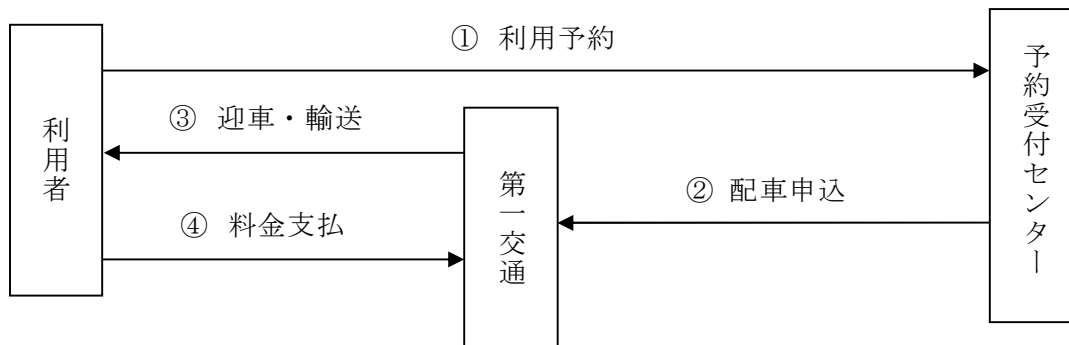 ① 利用予約
利用者
③ 迎車・輸送
第一交通
② 配車申込
④ 料金支払
予約受付センター